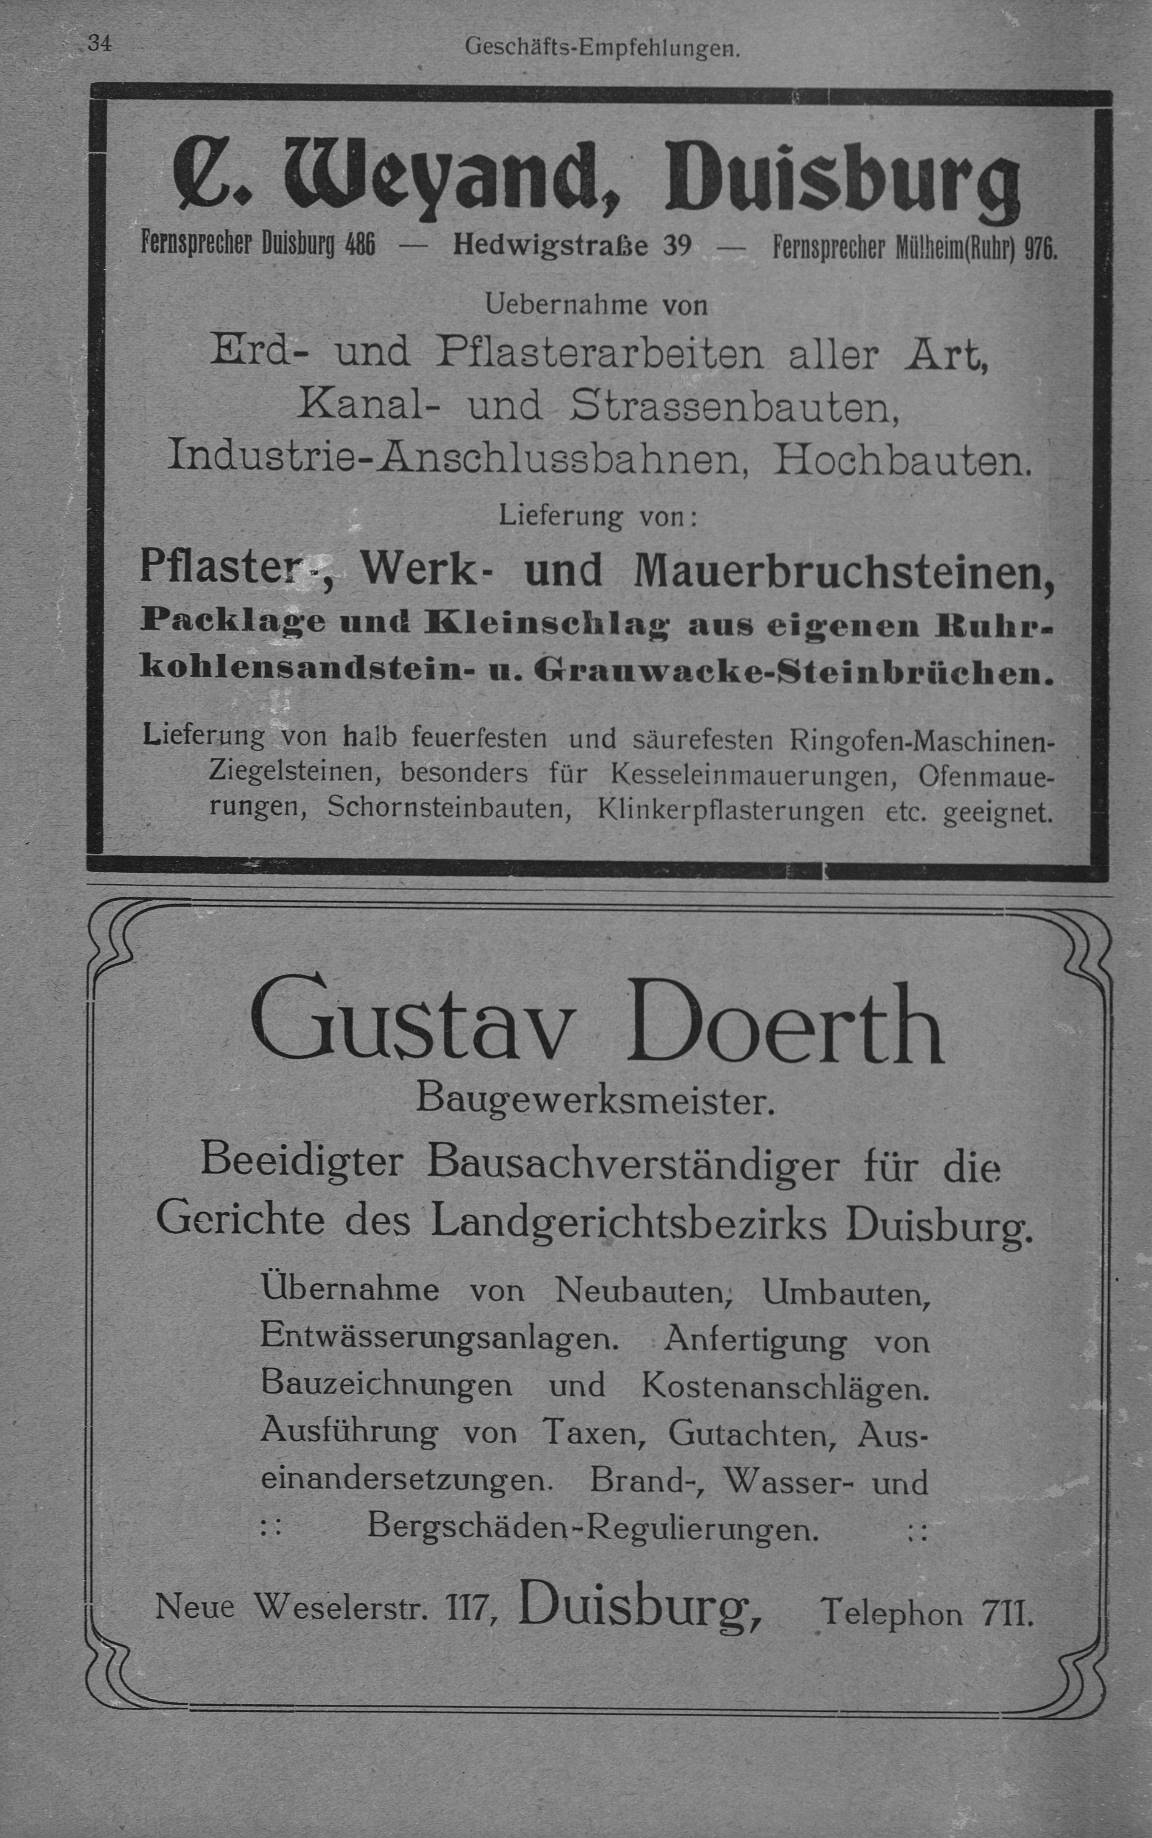 34
Geschäfts-Empfehlungen.
C. Weyand, Duisburg
Fernsprecher Duisburg 486 — Hedwigstraße 39 — Fernsprecher Mülheim(Ruhr) 976.
Uebernahme von
Erd- und Pflasterarbeiten aller Art,
Kanal- und Strassenbauten,
Industrie-Anschlussbahnen, Hochbauten.
Lieferung von:
Pflaster-, Werk- und Mauerbruchsteinen,
Packlage und Kleinschlag aus eigenen Ruhr-
kohlensandstein- u. Grauwacke-Steinbrüchen.
Lieferung von halb feuerfesten und säurefesten Ringofen-Maschinen-
Ziegelsteinen, besonders für Kesseleinmauerungen, Ofenmaue-
rungen, Schornsteinbauten, Klinkerpflasterungen etc. geeignet.
Gustav Doerth
Baugewerksmeister.
Beeidigter Bausachverständiger für die
Gerichte des Landgerichtsbezirks Duisburg.
Übernahme von Neubauten, Umbauten,
Entwässerungsanlagen. Anfertigung von
Bauzeichnungen und Kostenanschlägen.
Ausführung von Taxen, Gutachten, Aus-
einandersetzungen. Brand-, Wasser- und
:: Bergschäden-Regulierungen. ::
Neue Weselerstr. 117, Duisburg, Telephon 711.